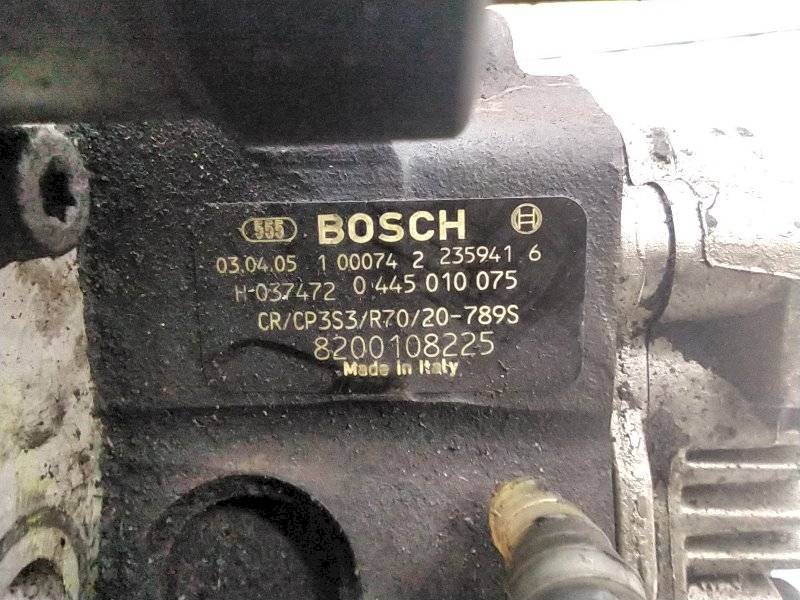 555 BOSCH
03.04.05 1 00074 2 235941 6
H-037472 0 445 010 075
CR/CP3S3/R70/20-789S
8200108225
Made in Italy